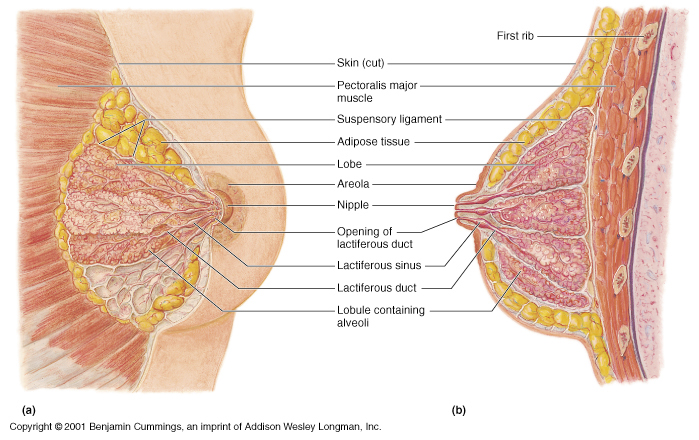 First rib
Skin (cut)
Pectoralis major
muscle
Suspensory ligament
Adipose tissue
Lobe
Areola
Nipple
Opening of
lactiferous duct
Lactiferous sinus
Lactiferous duct
Lobule containing
alveoli
(a)
(b)
Copyright © 2001 Benjamin Cummings, an imprint of Addison Wesley Longman, Inc.